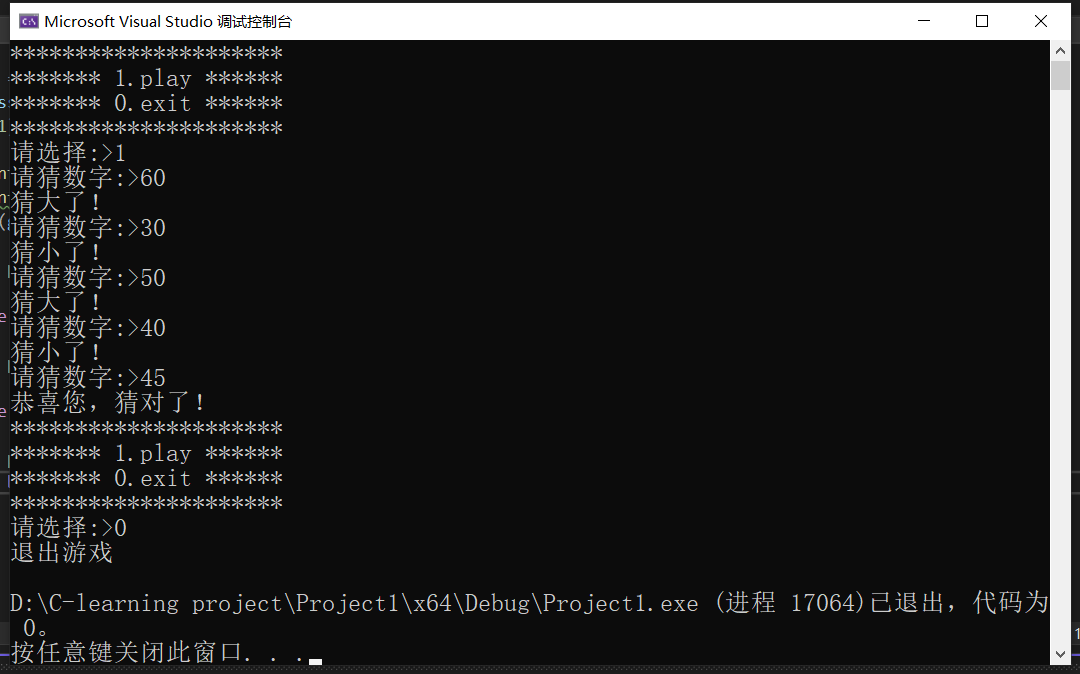 Microsoft Visual Studio 调试控制台
*********************
******* 1.play ******
******* 0.exit ******
*********************
请选择:>1
请猜数字:>60
猜大了!
请猜数字:>30
猜小了!
请猜数字:>50
猜大了!
请猜数字:>40
猜小了!
请猜数字:>45
恭喜您，猜对了!
*********************
******* 1.play ******
******* 0.exit ******
*********************
请选择:>0
退出游戏
D:\C-learning project\Project1\x64\Debug\Project1.exe (进程 17064)已退出，代码为
0。
按任意键关闭此窗口. . .